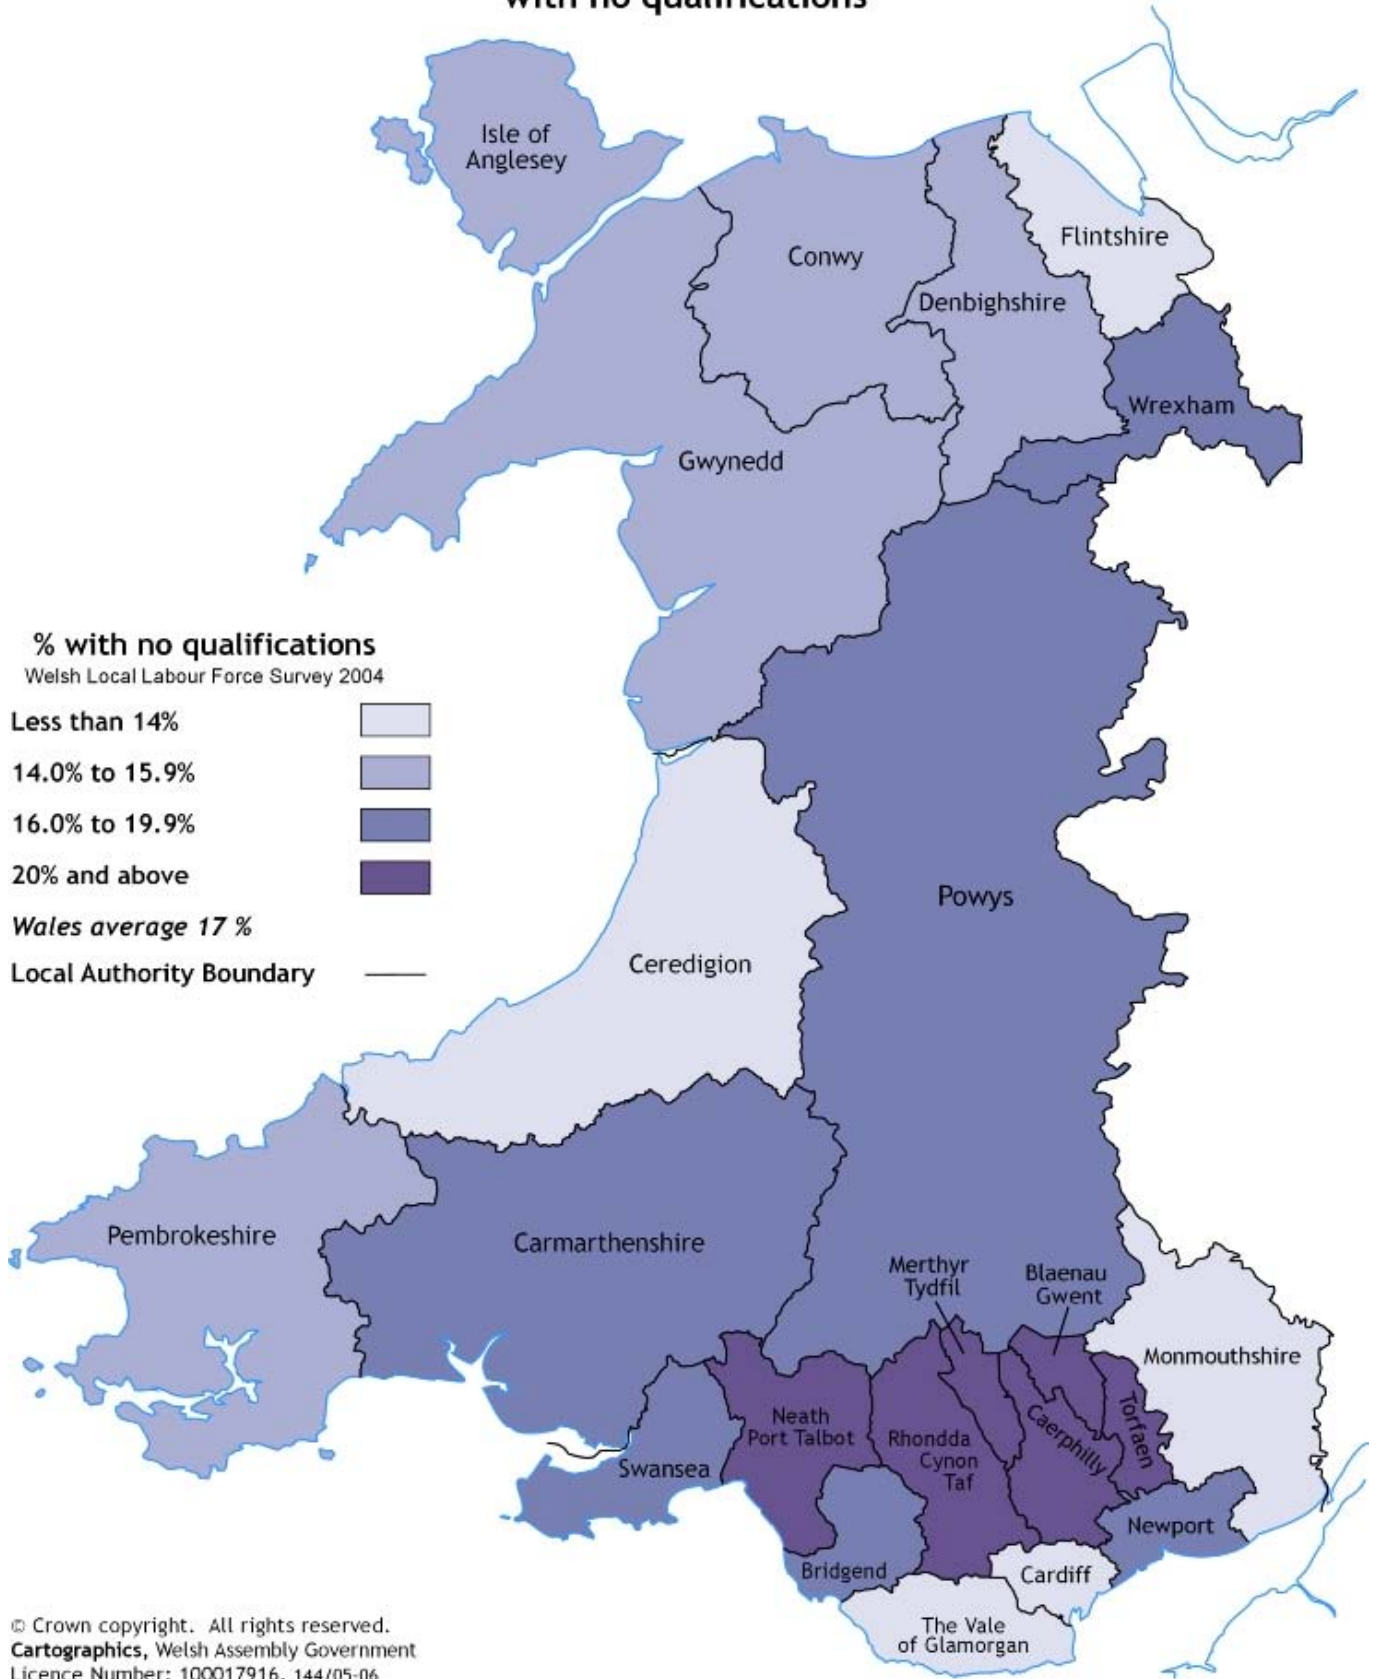 with no qualifications
Isle of
Anglesey
Conwy
Flintshire
Denbighshire
Wrexham
Gwynedd
% with no qualifications
Welsh Local Labour Force Survey 2004
Less than 14%
14.0% to 15.9%
16.0% to 19.9%
20% and above
Wales average 17 %
Local Authority Boundary
Powys
Ceredigion
Pembrokeshire
Carmarthenshire
Merthyr
Tydfil
Blaenau
Gwent
Monmouthshire
Neath
Port Talbot
Rhondda
Cynon
Taf
Caerphilly
Torfaen
Swansea
Newport
Bridgend
Cardiff
The Vale
of Glamorgan
© Crown copyright. All rights reserved.
Cartographics, Welsh Assembly Government
Licence Number: 100017916. 144/05-06